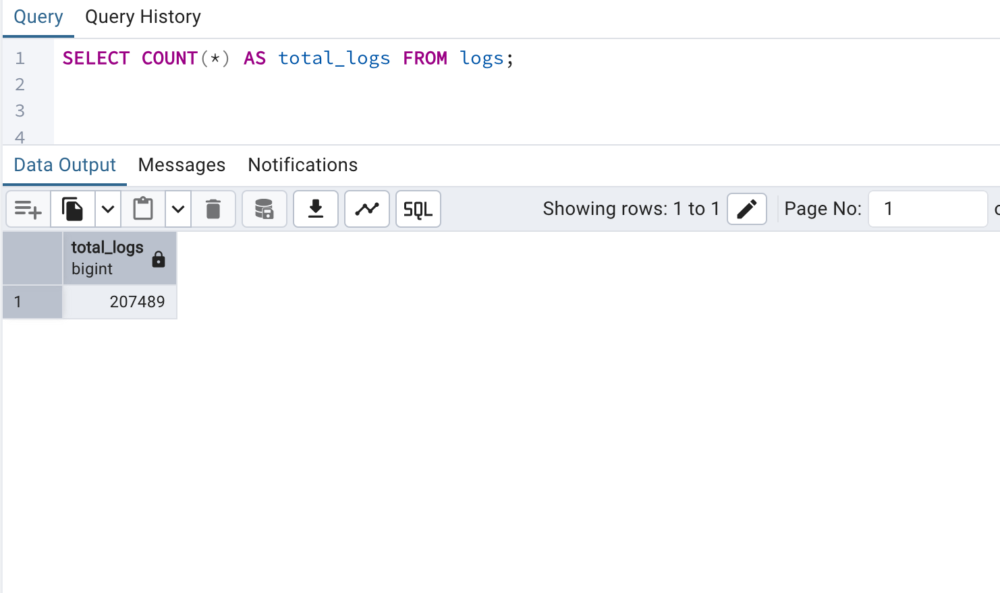 Query Query History
1 SELECT COUNT(*) AS total_logs FROM logs;
2
3
4
Data Output Messages Notifications
SQL Showing rows: 1 to 1 Page No: 1
total_logs
bigint
1 207489